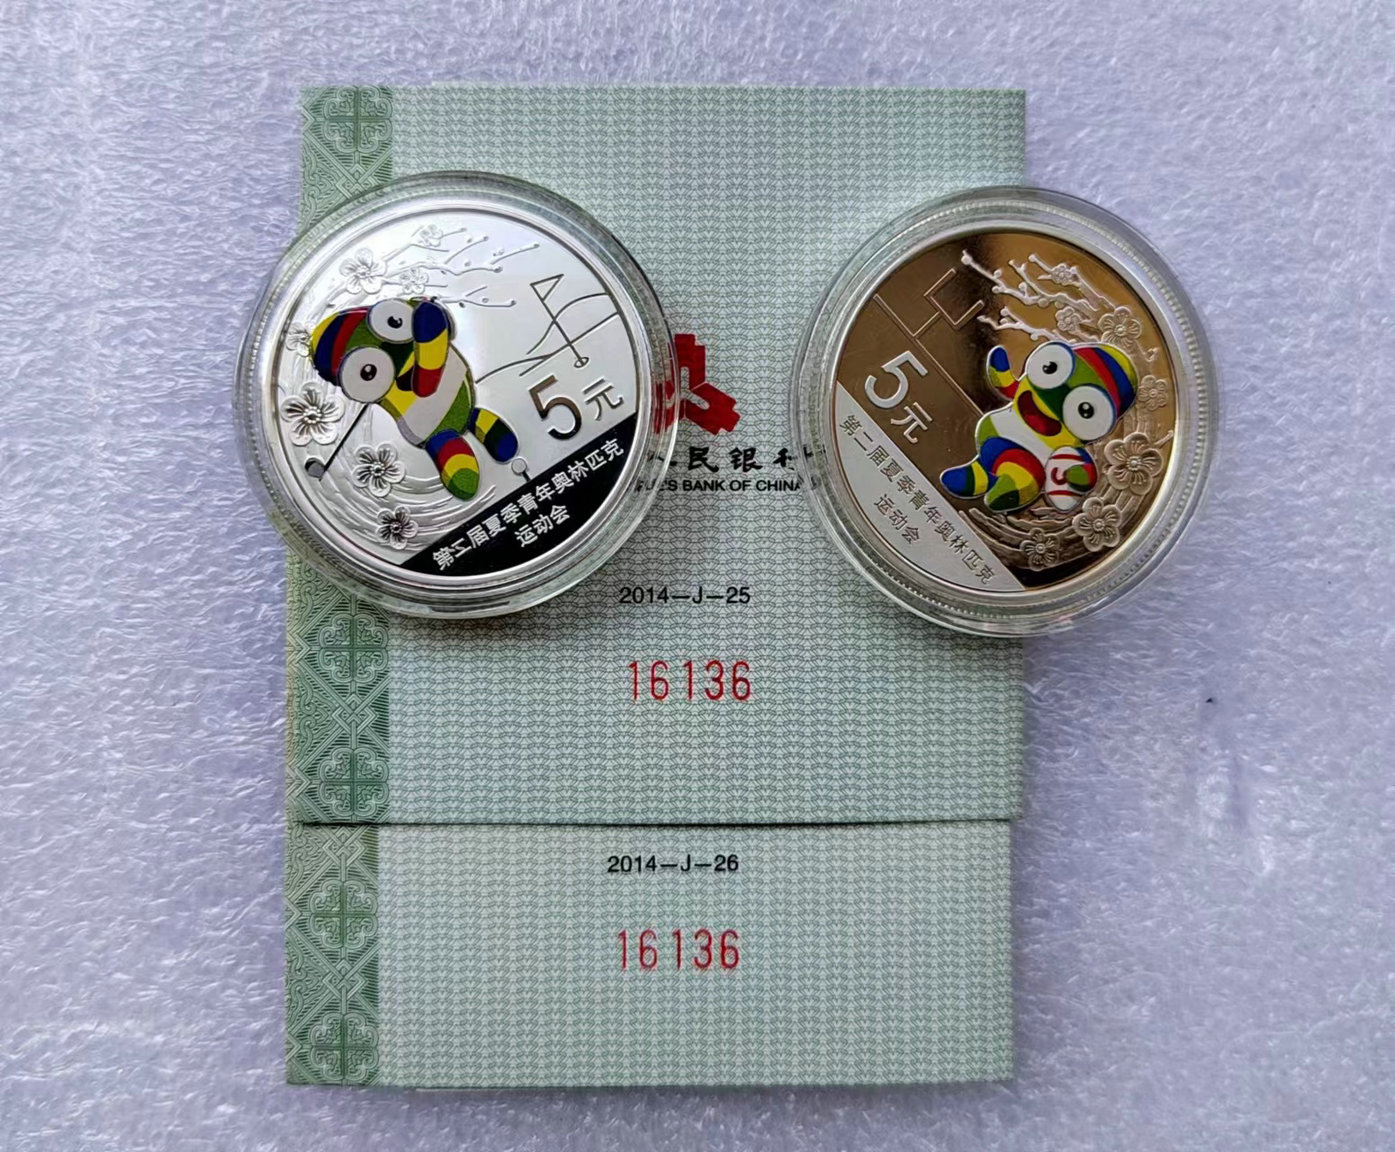 5元
第二届夏季青年奥林匹克
运动会
5元
第二届夏季青年奥林匹克
运动会
民银行
BANK OF CHINA
2014—J—25
16136
2014—J—26
16136